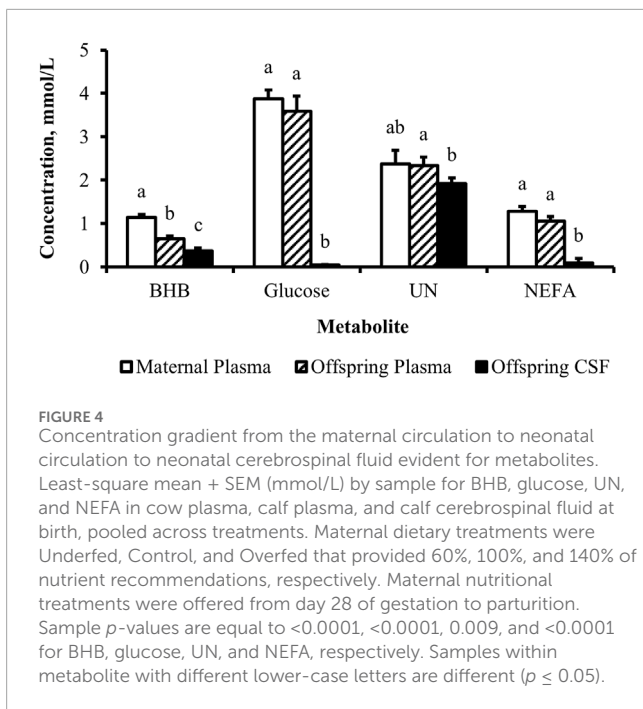 5
4
3
2
1
0
Concentration, mmol/L
a
b
c
a
a
b
ab
a
b
a
a
b
BHB
Glucose
UN
NEFA
Metabolite
Maternal Plasma
Offspring Plasma
Offspring CSF
FIGURE 4
Concentration gradient from the maternal circulation to neonatal
circulation to neonatal cerebrospinal fluid evident for metabolites.
Least-square mean + SEM (mmol/L) by sample for BHB, glucose, UN,
and NEFA in cow plasma, calf plasma, and calf cerebrospinal fluid at
birth, pooled across treatments. Maternal dietary treatments were
Underfed, Control, and Overfed that provided 60%, 100%, and 140% of
nutrient recommendations, respectively. Maternal nutritional
treatments were offered from day 28 of gestation to parturition.
Sample p-values are equal to <0.0001, <0.0001, 0.009, and <0.0001
for BHB, glucose, UN, and NEFA, respectively. Samples within
metabolite with different lower-case letters are different (p ≤ 0.05).